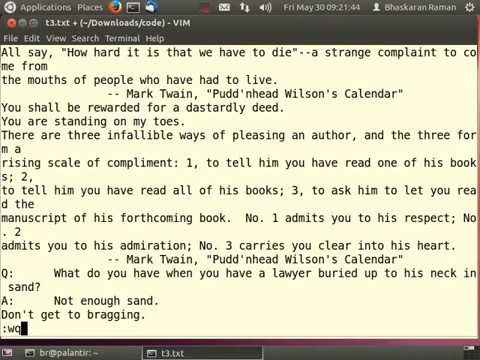 Applications Places Fri May 30 09:21:44 Bhaskaran Raman
t3.txt + (~/Downloads/code) - VIM
File Edit View Search Terminal Help
All say, "How hard it is that we have to die"--a strange complaint to co
me from
the mouths of people who have had to live.
-- Mark Twain, "Pudd'nhead Wilson's Calendar"
You shall be rewarded for a dastardly deed.
You are standing on my toes.
There are three infallible ways of pleasing an author, and the three for
m a
rising scale of compliment: 1, to tell him you have read one of his book
s; 2,
to tell him you have read all of his books; 3, to ask him to let you rea
d the
manuscript of his forthcoming book.  No. 1 admits you to his respect; No
. 2
admits you to his admiration; No. 3 carries you clear into his heart.
-- Mark Twain, "Pudd'nhead Wilson's Calendar"
Q: What do you have when you have a lawyer buried up to his neck in
sand?
A: Not enough sand.
Don't get to bragging.
:wq
br@palantir: ~ t3.txt